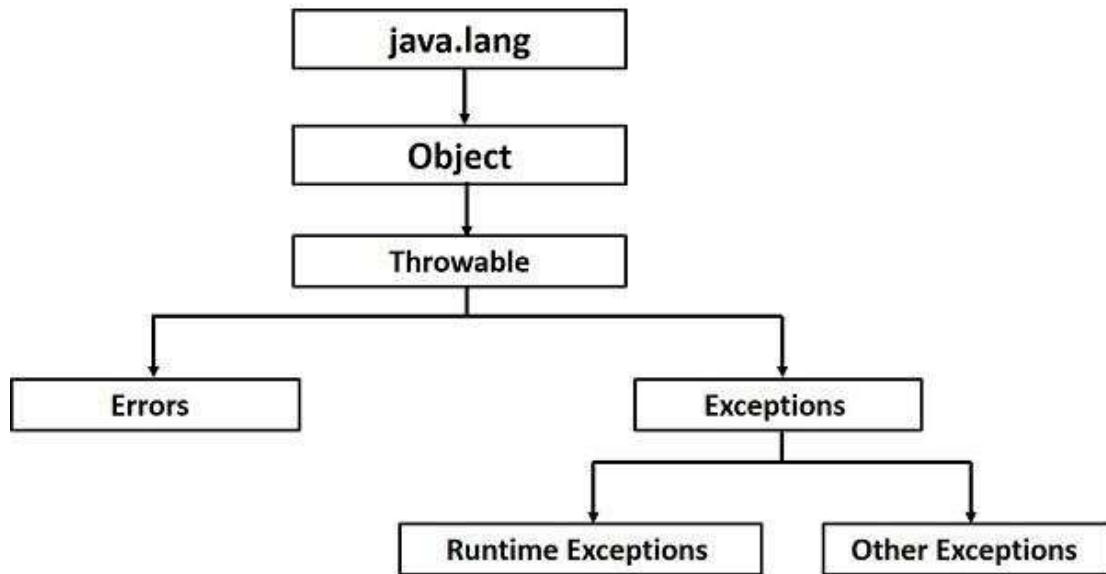 java.lang
Object
Throwable
Errors
Exceptions
Runtime Exceptions
Other Exceptions